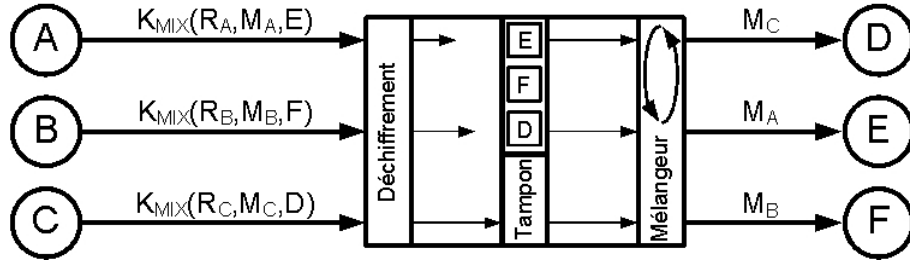 A
K_MIX(R_A,M_A,E)
B
K_MIX(R_B,M_B,F)
C
K_MIX(R_C,M_C,D)
Déchiffrement
E
F
D
Tampon
Mélangeur
M_C
D
M_A
E
M_B
F